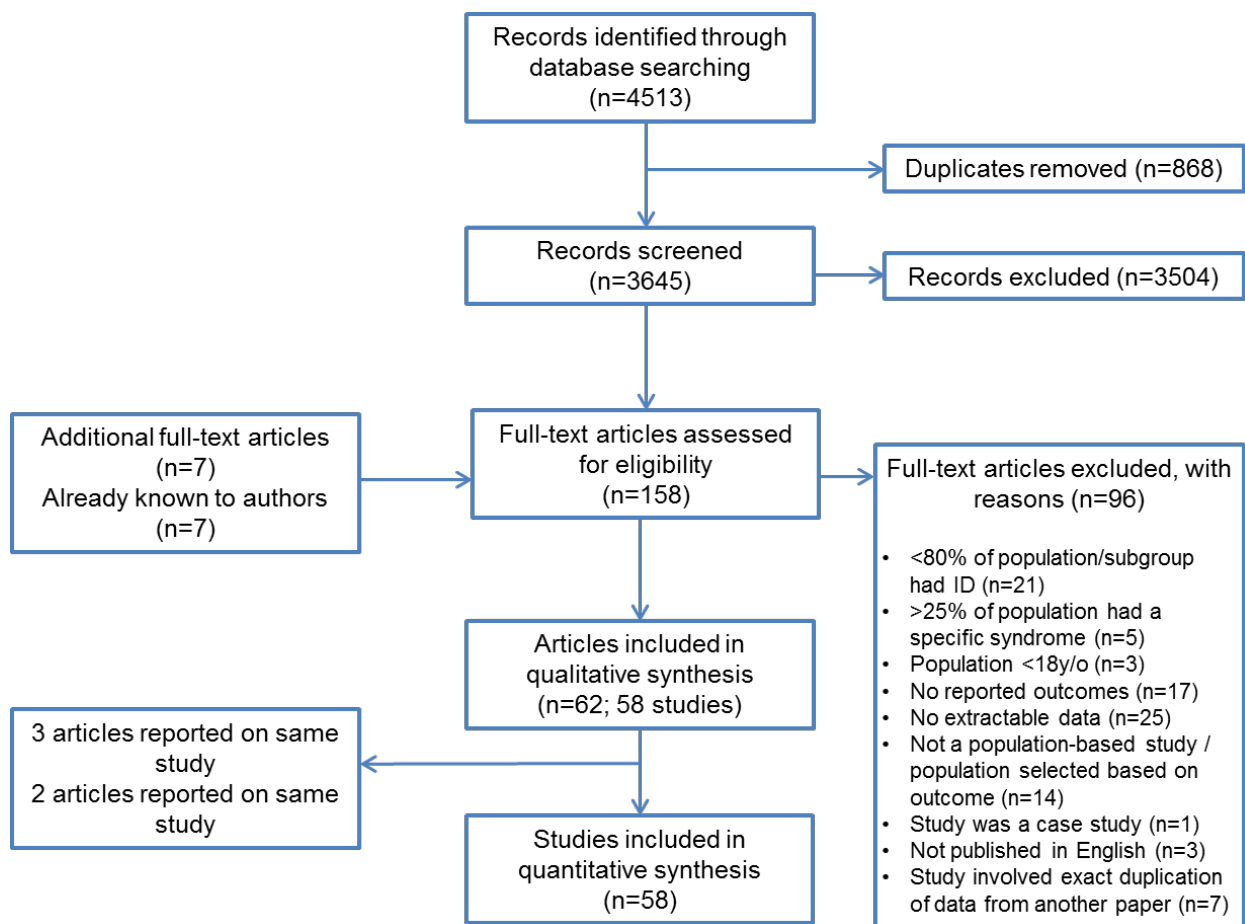 Records identified through
database searching
(n=4513)
Duplicates removed (n=868)
Records screened
(n=3645)
Records excluded (n=3504)
Additional full-text articles
(n=7)
Already known to authors
(n=7)
Full-text articles assessed
for eligibility
(n=158)
Full-text articles excluded, with
reasons (n=96)
• <80% of population/subgroup
had ID (n=21)
• >25% of population had a
specific syndrome (n=5)
• Population <18y/o (n=3)
• No reported outcomes (n=17)
• No extractable data (n=25)
• Not a population-based study /
population selected based on
outcome (n=14)
• Study was a case study (n=1)
• Not published in English (n=3)
• Study involved exact duplication
of data from another paper (n=7)
Articles included in
qualitative synthesis
(n=62; 58 studies)
3 articles reported on same
study
2 articles reported on same
study
Studies included in
quantitative synthesis
(n=58)